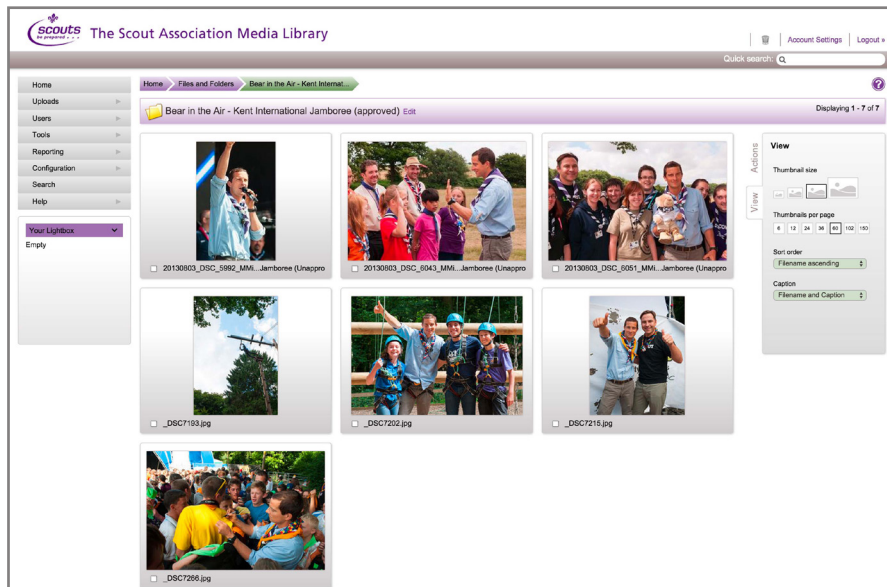 scouts
be prepared . . .
The Scout Association Media Library
Account Settings
Logout »
Quick search:
Home
Uploads
Users
Tools
Reporting
Configuration
Search
Help
Your Lightbox
Empty
Home
Files and Folders
Bear in the Air - Kent Internat...
?
Bear in the Air - Kent International Jamboree (approved) Edit
Displaying 1 - 7 of 7
20130803_DSC_5992_MMi...Jamboree (Unappro
20130803_DSC_6043_MMi...Jamboree (Unappro
20130803_DSC_6051_MMi...Jamboree (Unappro
_DSC7193.jpg
_DSC7202.jpg
_DSC7215.jpg
_DSC7266.jpg
Actions
View
View
Thumbnail size
Thumbnails per page
6 12 24 36 60 102 150
Sort order
Filename ascending
Caption
Filename and Caption